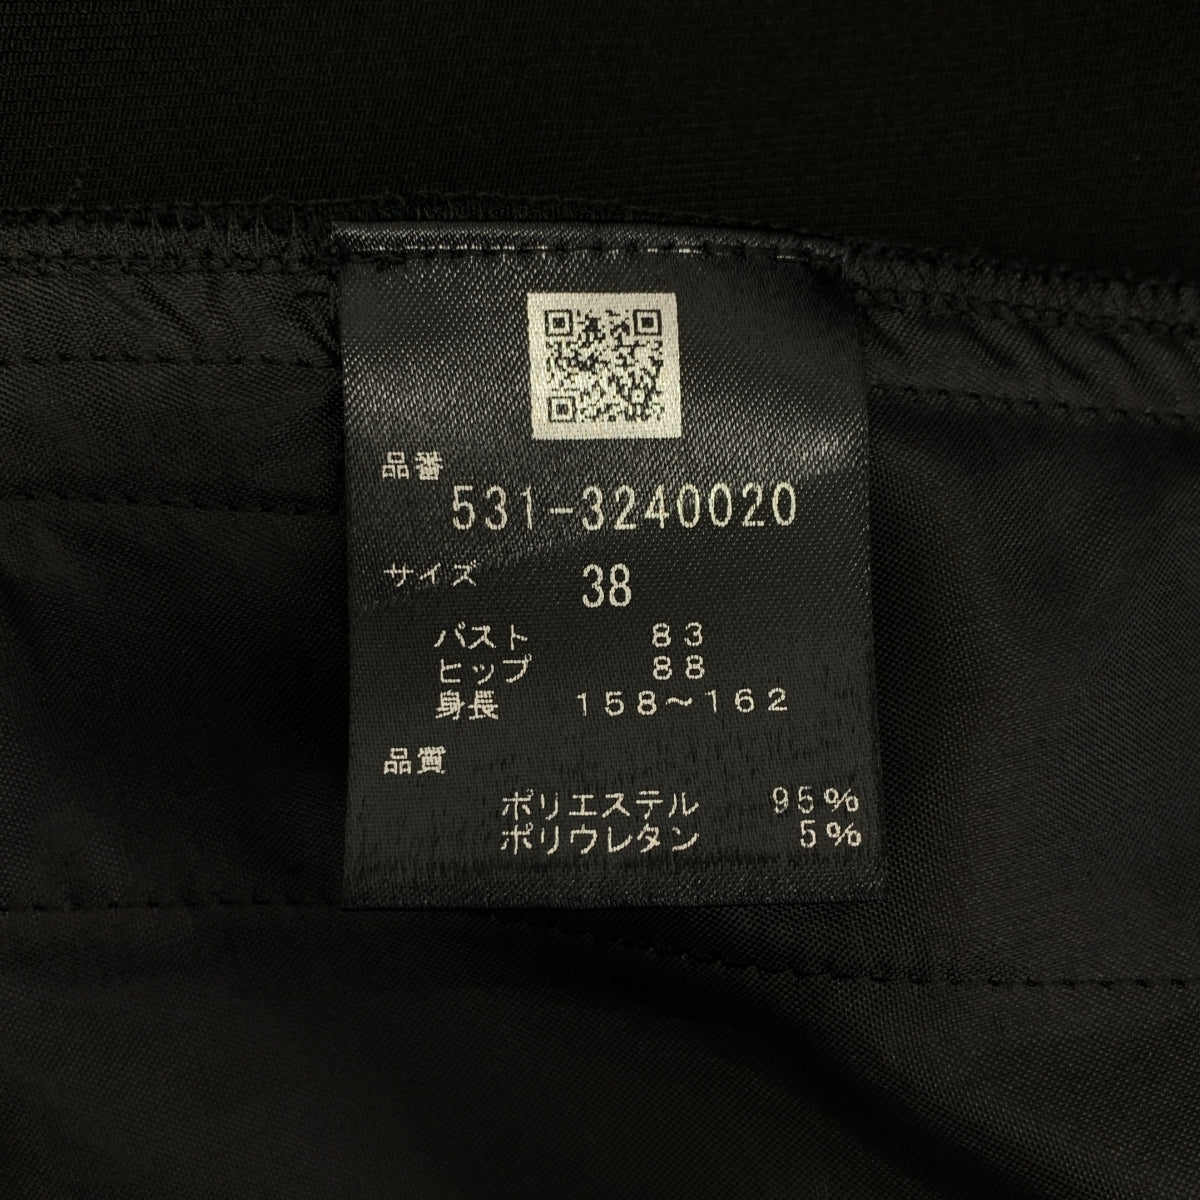 品番
531-3240020
サイズ 38
バスト 83
ヒップ 88
身長 158～162
品質
ポリエステル 95%
ポリウレタン 5%